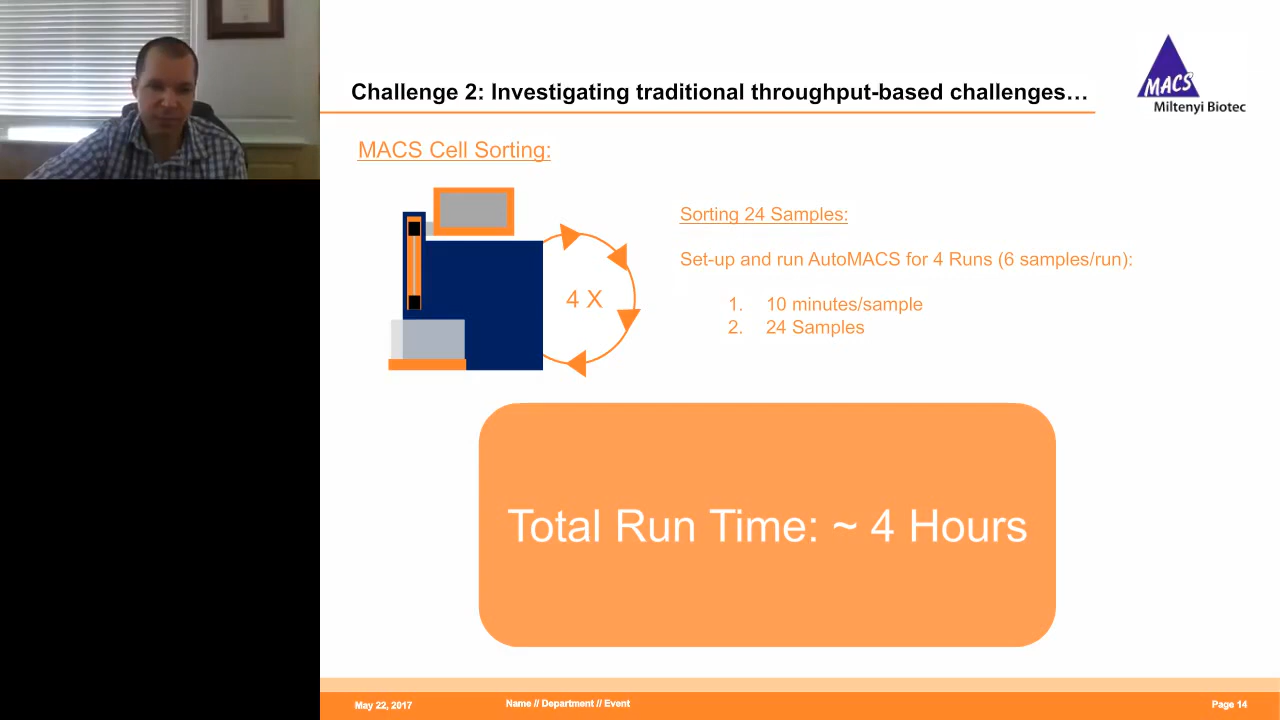 Challenge 2: Investigating traditional throughput-based challenges…
MACS
Miltenyi Biotec
MACS Cell Sorting:
4 X
Sorting 24 Samples:
Set-up and run AutoMACS for 4 Runs (6 samples/run):
1. 10 minutes/sample
2. 24 Samples
Total Run Time: ~ 4 Hours
May 22, 2017
Name // Department // Event
Page 14